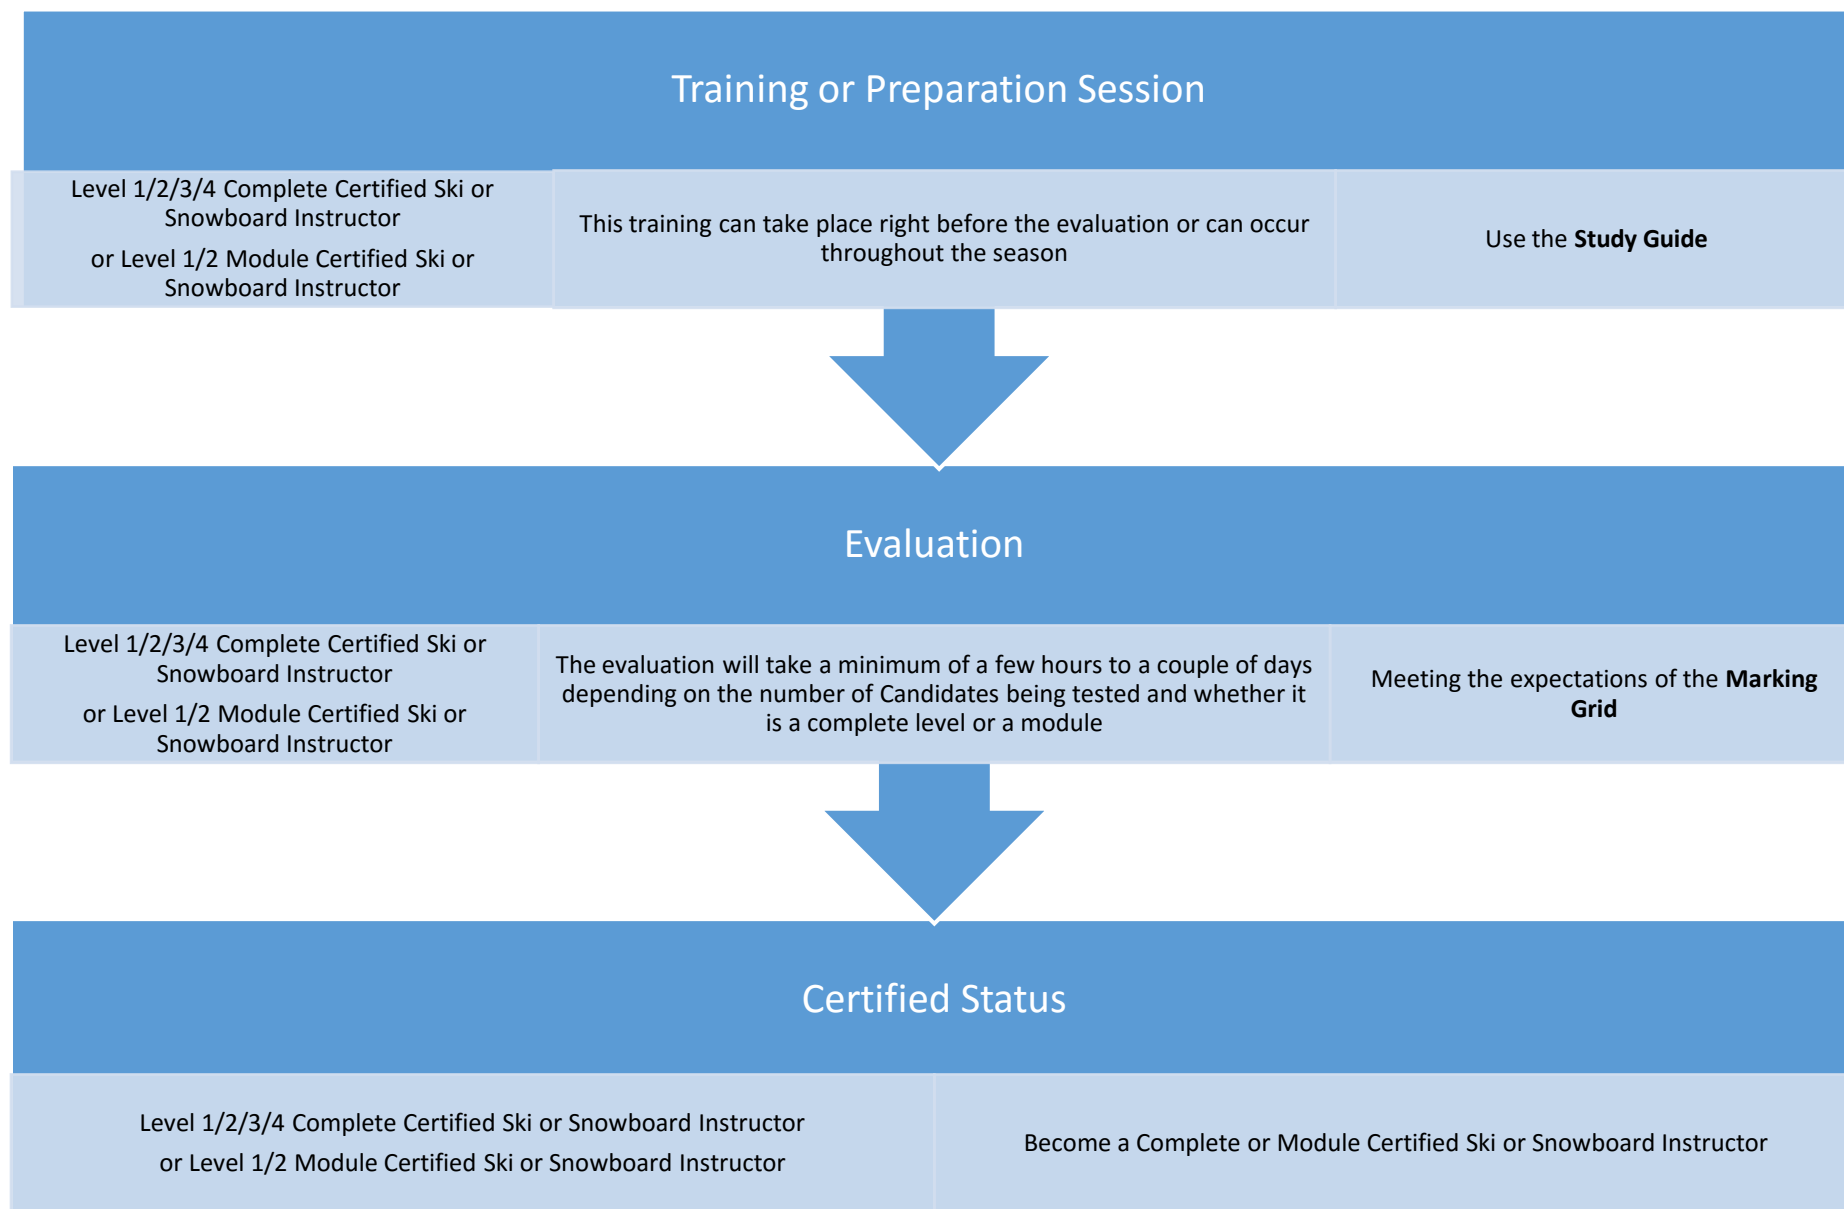 Training or Preparation Session
Level 1/2/3/4 Complete Certified Ski or
Snowboard Instructor
or Level 1/2 Module Certified Ski or
Snowboard Instructor
This training can take place right before the evaluation or can occur
throughout the season
Use the Study Guide
Evaluation
Level 1/2/3/4 Complete Certified Ski or
Snowboard Instructor
or Level 1/2 Module Certified Ski or
Snowboard Instructor
The evaluation will take a minimum of a few hours to a couple of days
depending on the number of Candidates being tested and whether it
is a complete level or a module
Meeting the expectations of the Marking
Grid
Certified Status
Level 1/2/3/4 Complete Certified Ski or Snowboard Instructor
or Level 1/2 Module Certified Ski or Snowboard Instructor
Become a Complete or Module Certified Ski or Snowboard Instructor